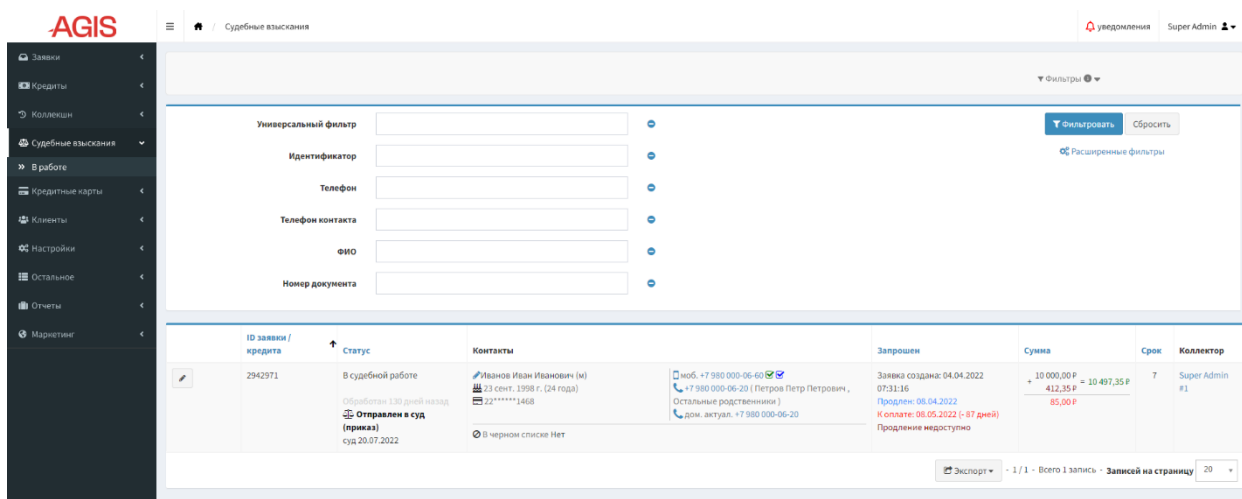 AGIS
Судебные взыскания
уведомления
Super Admin
Заявки
Кредиты
Коллекшн
Судебные взыскания
В работе
Кредитные карты
Клиенты
Настройки
Остальное
Отчеты
Маркетинг
Фильтры
Универсальный фильтр
Фильтровать
Сбросить
Идентификатор
Расширенные фильтры
Телефон
Телефон контакта
ФИО
Номер документа
ID заявки / кредита
Статус
Контакты
Запрошен
Сумма
Срок
Коллектор
2942971
В судебной работе
Обработан 130 дней назад
Отправлен в суд
(приказ)
суд 20.07.2022
Иванов Иван Иванович (м)
23 сент. 1998 г. (24 года)
22******1468
В черном списке Нет
моб. +7 980 000-06-60
+7 980 000-06-20 ( Петров Петр Петрович ,
Остальные родственники )
дом. актуал. +7 980 000-06-20
Заявка создана: 04.04.2022
07:31:16
Продлен: 08.04.2022
К оплате: 08.05.2022 (- 87 дней)
Продление недоступно
10 000,00 ₽
+ 412,35 ₽ = 10 497,35 ₽
85,00 ₽
7
Super Admin
#1
Экспорт - 1 / 1 - Всего 1 запись - Записей на страницу 20